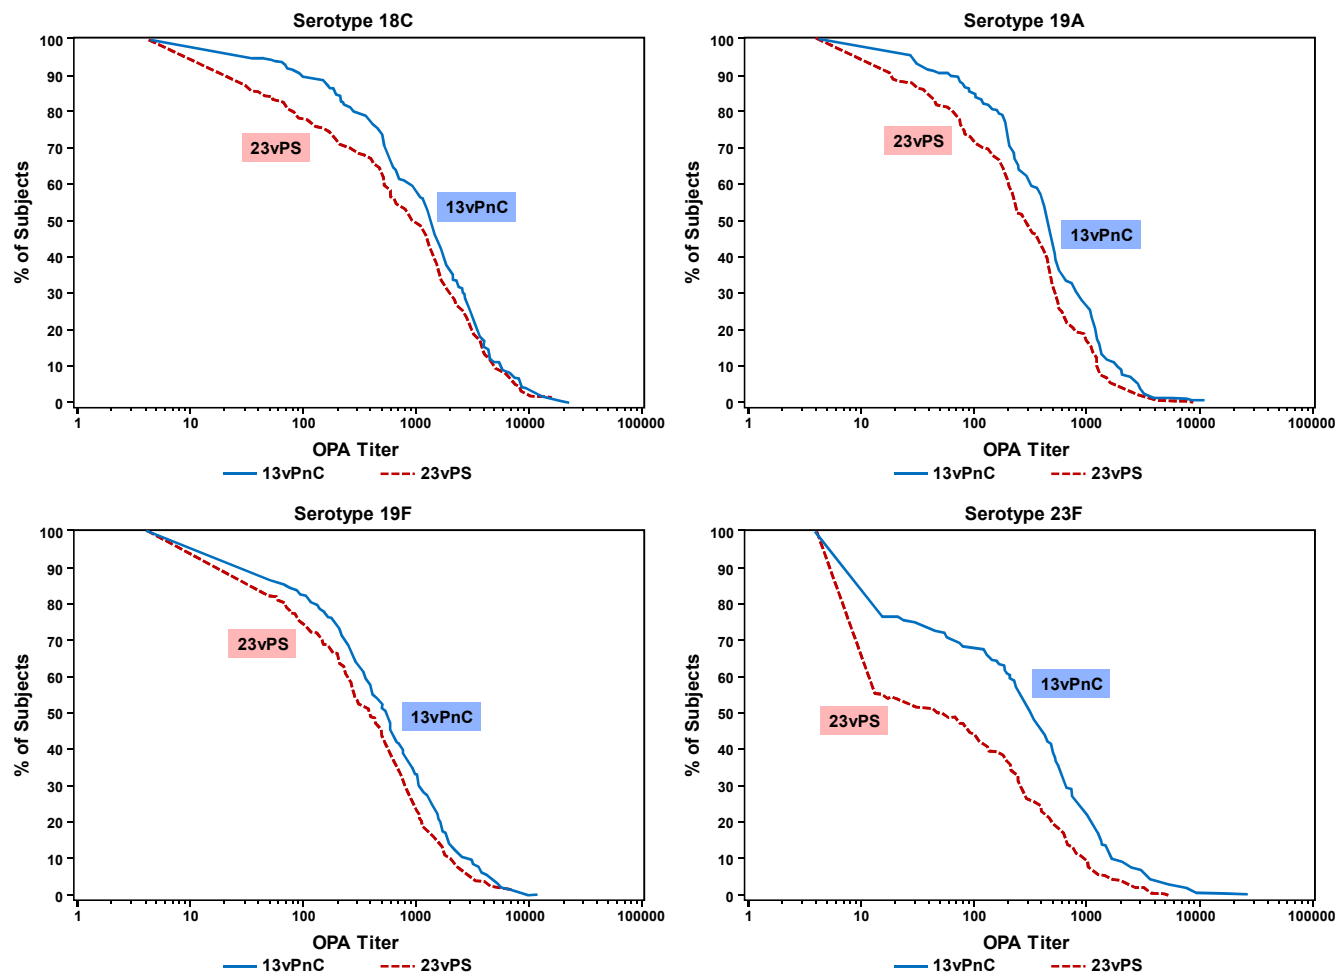 Serotype 18C
% of Subjects
100
90
80
70
60
50
40
30
20
10
0
23vPS
13vPnC
1 10 100 1000 10000 100000
OPA Titer
13vPnC 23vPS
Serotype 19A
% of Subjects
100
90
80
70
60
50
40
30
20
10
0
23vPS
13vPnC
1 10 100 1000 10000 100000
OPA Titer
13vPnC 23vPS
Serotype 19F
% of Subjects
100
90
80
70
60
50
40
30
20
10
0
23vPS
13vPnC
1 10 100 1000 10000 100000
OPA Titer
13vPnC 23vPS
Serotype 23F
% of Subjects
100
90
80
70
60
50
40
30
20
10
0
13vPnC
23vPS
1 10 100 1000 10000 100000
OPA Titer
13vPnC 23vPS